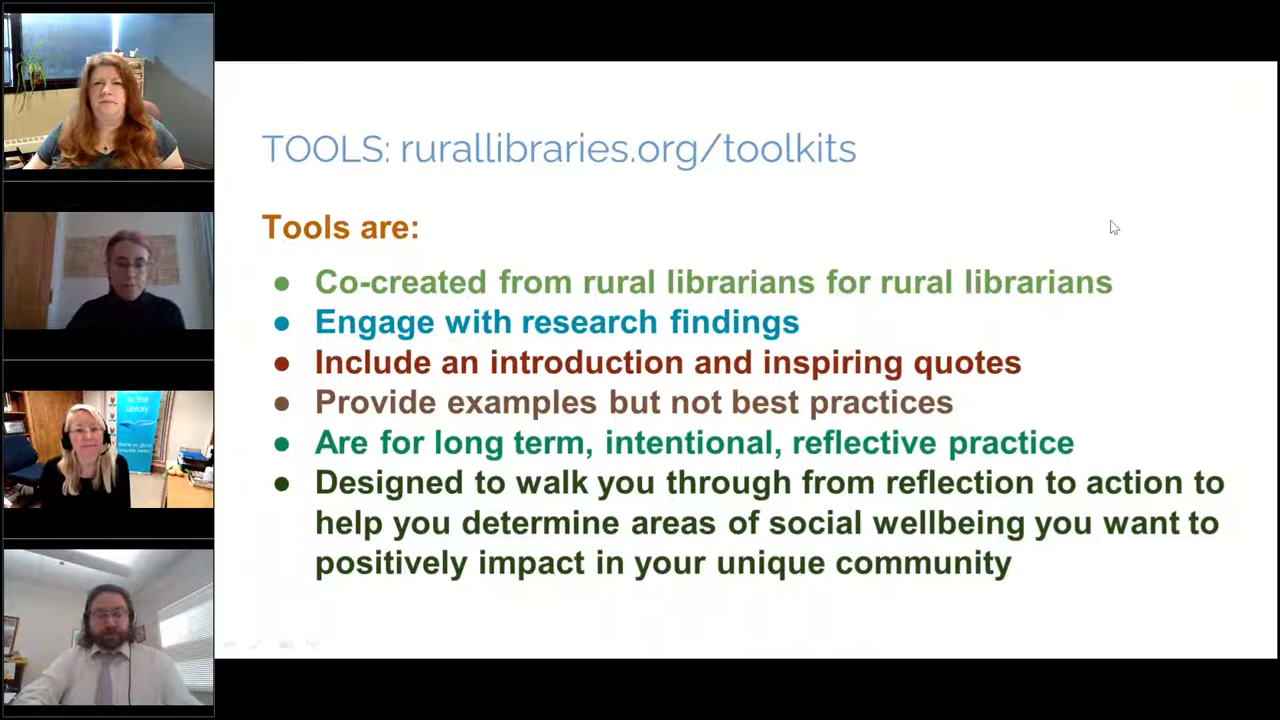 TOOLS: rurallibraries.org/toolkits
Tools are:
● Co-created from rural librarians for rural librarians
● Engage with research findings
● Include an introduction and inspiring quotes
● Provide examples but not best practices
● Are for long term, intentional, reflective practice
● Designed to walk you through from reflection to action to
help you determine areas of social wellbeing you want to
positively impact in your unique community
to the
Library